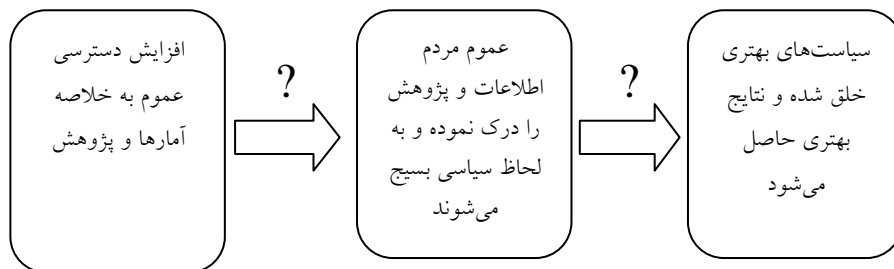 افزایش دسترسی
عموم به خلاصه
آمارها و پژوهش
?
عموم مردم
اطلاعات و پژوهش
را درک نموده و به
لحاظ سیاسی بسیج
می‌شوند
?
سیاست‌های بهتری
خلق شده و نتایج
بهتری حاصل
می‌شود